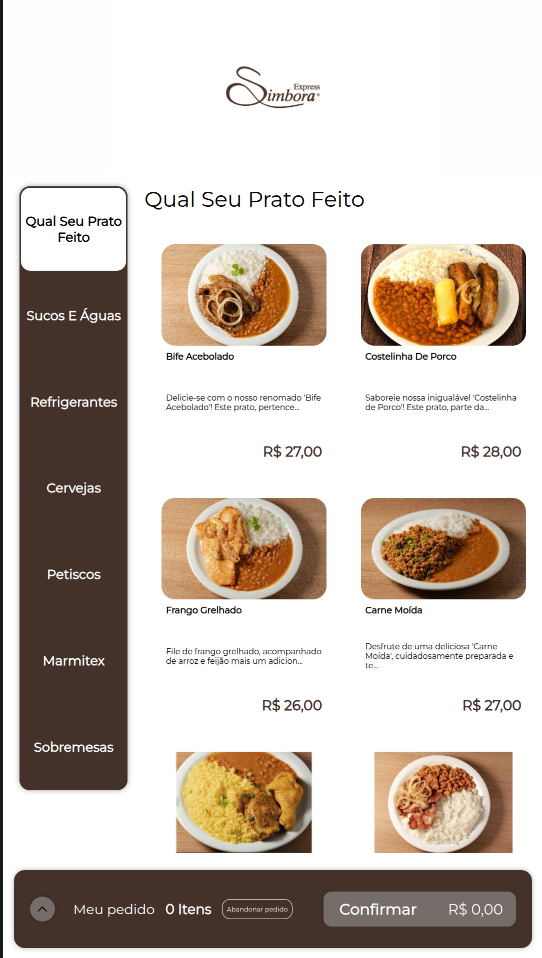 Express
Simbora®
Qual Seu Prato
Feito
Sucos E Águas
Refrigerantes
Cervejas
Petiscos
Marmitex
Sobremesas
Qual Seu Prato Feito
Bife Acebolado
Delicie-se com o nosso renomado 'Bife
Acebolado'! Este prato, pertence...
R$ 27,00
Costelinha De Porco
Saboreie nossa inigualável 'Costelinha
de Porco'! Este prato, parte da...
R$ 28,00
Frango Grelhado
File de frango grelhado, acompanhado
de arroz e feijão mais um adicion...
R$ 26,00
Carne Moída
Desfrute de uma deliciosa 'Carne
Moída', cuidadosamente preparada e
te...
R$ 27,00
Meu pedido 0 Itens Abandonar pedido Confirmar R$ 0,00